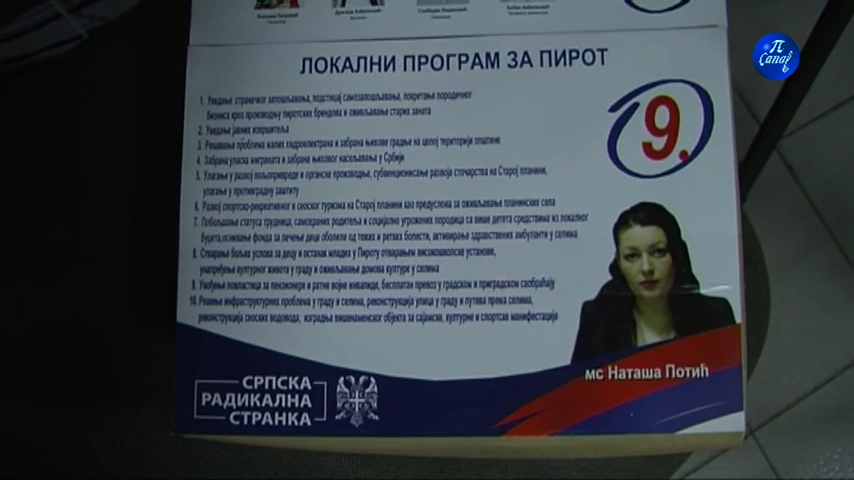 π
Канал
ЛОКАЛНИ ПРОГРАМ ЗА ПИРОТ
9.
1. Укидање страначког запошљавања, подстицај самозапошљавања, покретање породичног
бизниса кроз производњу пиротских брендова и оживљавање старих заната
2. Укидање јавних извршитеља
3. Решавање проблема малих хидроелектрана и забрана њихове градње на целој територији општине
4. Забрана уласка миграната и забрана њиховог насељавања у Србији
5. Улагање у развој пољопривреде и органске производње, субвенционисање развоја сточарства на Старој планини,
улагање у противградну заштиту
6. Развој спортско-рекреативног и сеоског туризма на Старој планини као предуслова за оживљавање планинских села
7. Побољшање статуса трудница, самохраних родитеља и социјално угрожених породица са више детета средствима из локалног
буџета,оснивање фонда за лечење деце оболеле од тешких и ретких болести, активирање здравствених амбуланти у селима
8. Стварање бољих услова за децу и останак младих у Пироту отварањем високошколске установе,
унапређење културног живота у граду и оживљавање домова културе у селима
9. Увођење повластица за пензионере и ратне војне инвалиде, бесплатан превоз у градском и приградском саобраћају
10. Решење инфраструктурних проблема у граду и селима, реконструкција улица у граду и путева према селима,
реконструкција сеоских водовода, изградња вишенаменског објекта за сајамске, културне и спортске манифестације
мс Наташа Потић
СРПСКА
РАДИКАЛНА
СТРАНКА